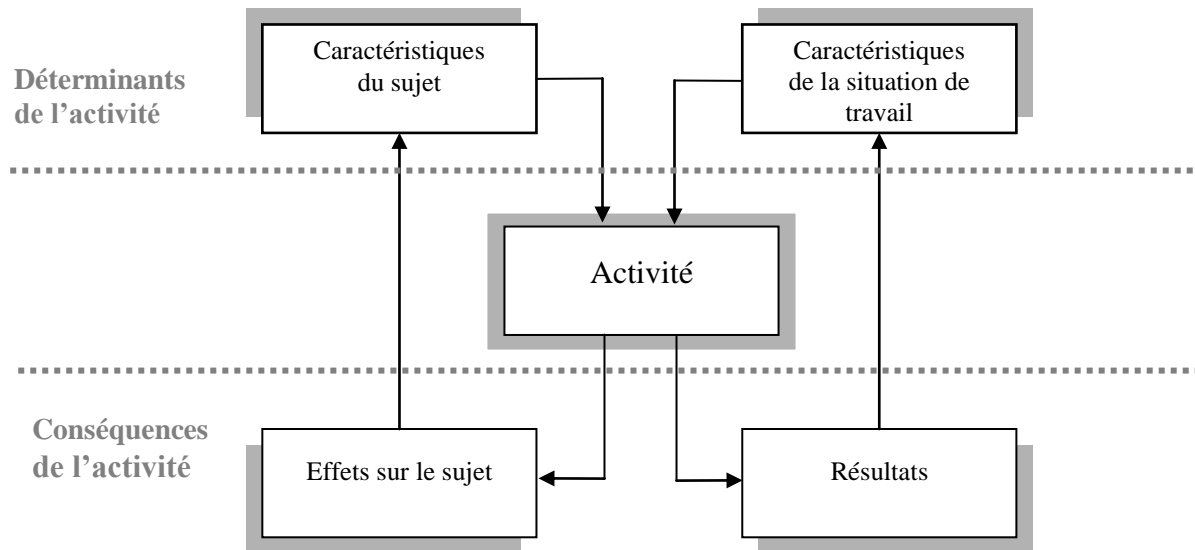 Caractéristiques
du sujet
Caractéristiques
de la situation de
travail
Déterminants
de l'activité
Activité
Conséquences
de l'activité
Effets sur le sujet
Résultats